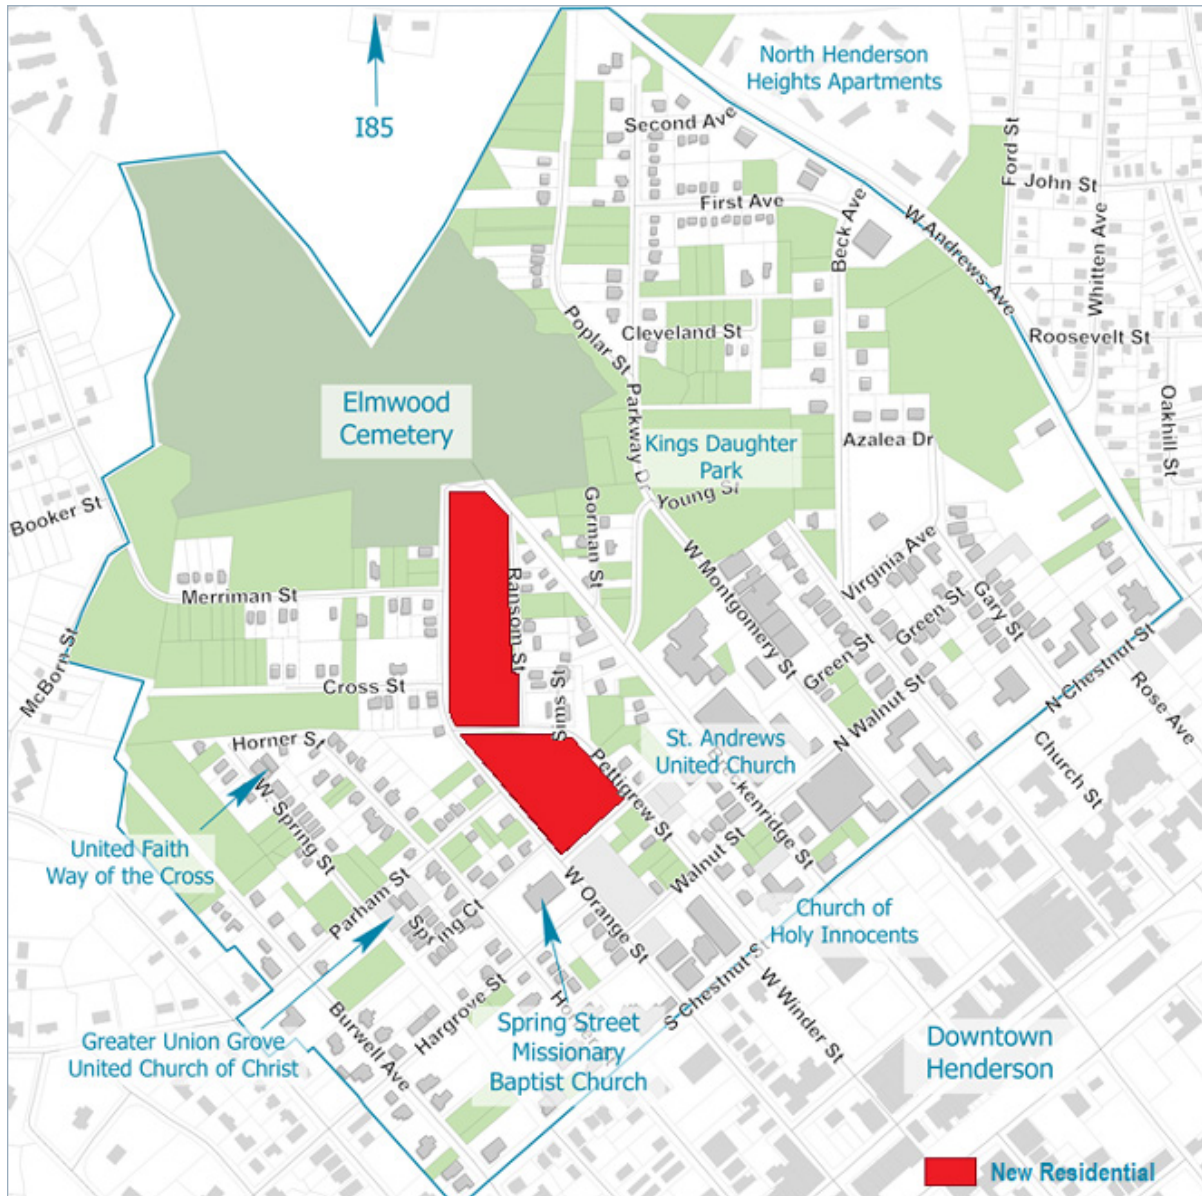 North Henderson
Heights Apartments
I85
Second Ave
Ford St
John St
First Ave
Beck Ave
W Andrews Ave
Whitten Ave
Poplar St
Cleveland St
Roosevelt St
Elmwood
Cemetery
Parkway Dr
Oakhill St
Kings Daughter
Park
Azalea Dr
Booker St
Young St
Gorman St
W Montgomery St
Virginia Ave
Merriman St
Ransom St
Gary St
Green St
Green St
McBorn St
Cross St
Sims St
N Walnut St
N Chestnut St
Rose Ave
Horner St
St. Andrews
United Church
Church St
Pettigrew St
Breckenridge St
W. Spring St
United Faith
Way of the Cross
Walnut St
Parham St
W Orange St
Church of
Holy Innocents
Spring Ct
S Chestnut St
W Winder St
Hargrove St
Burwell Ave
Greater Union Grove
United Church of Christ
Spring Street
Missionary
Baptist Church
Downtown
Henderson
New Residential